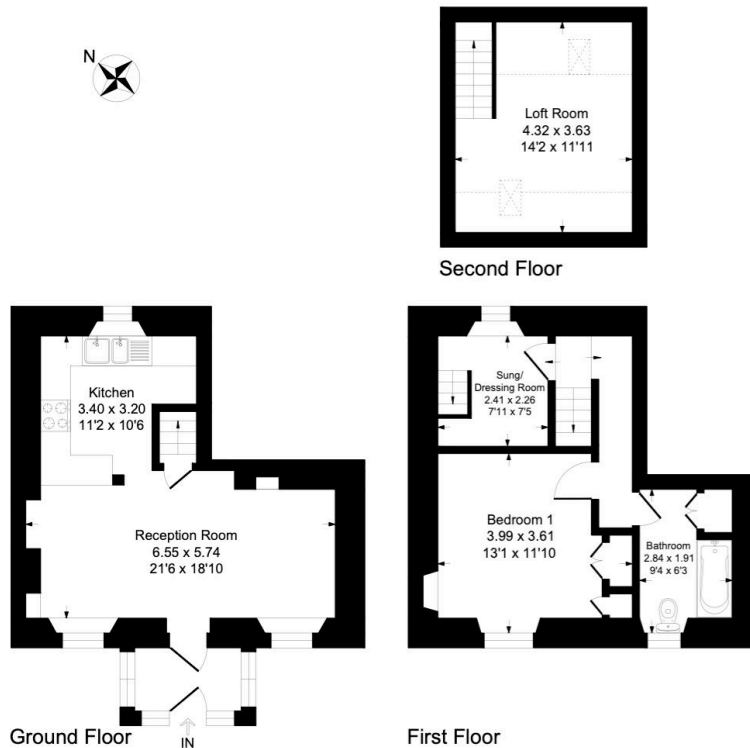 N
Loft Room
4.32 x 3.63
14'2 x 11'11
Second Floor
Kitchen
3.40 x 3.20
11'2 x 10'6
Reception Room
6.55 x 5.74
21'6 x 18'10
IN
Ground Floor
Sung/
Dressing Room
2.41 x 2.26
7'11 x 7'5
Bedroom 1
3.99 x 3.61
13'1 x 11'10
Bathroom
2.84 x 1.91
9'4 x 6'3
First Floor